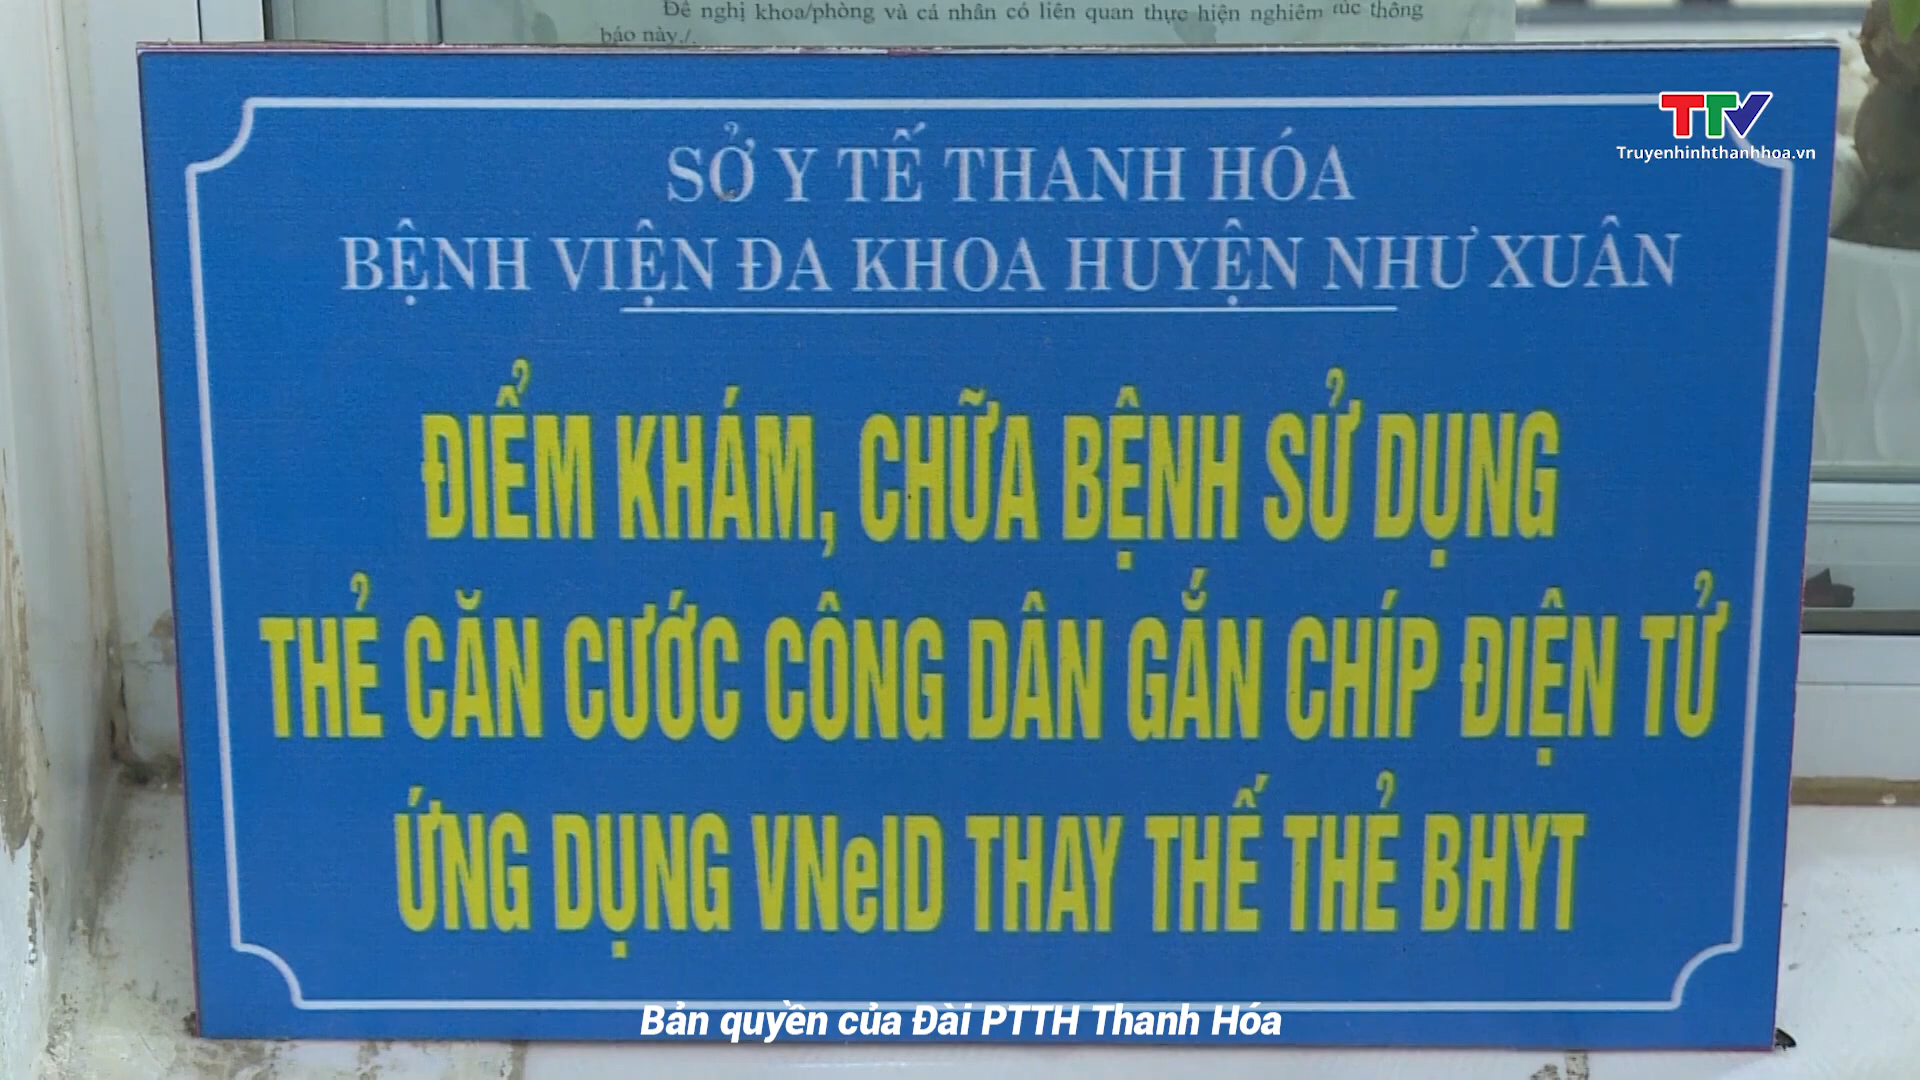 Đề nghị khoa/phòng và cá nhân có liên quan thực hiện nghiêm túc thông
báo này./.
TTV
Truyenhinhthanhhoa.vn
SỞ Y TẾ THANH HÓA
BỆNH VIỆN ĐA KHOA HUYỆN NHƯ XUÂN
ĐIỂM KHÁM, CHỮA BỆNH SỬ DỤNG
THẺ CĂN CƯỚC CÔNG DÂN GẮN CHÍP ĐIỆN TỬ
ỨNG DỤNG VNeID THAY THẾ THẺ BHYT
Bản quyền của Đài PTTH Thanh Hóa